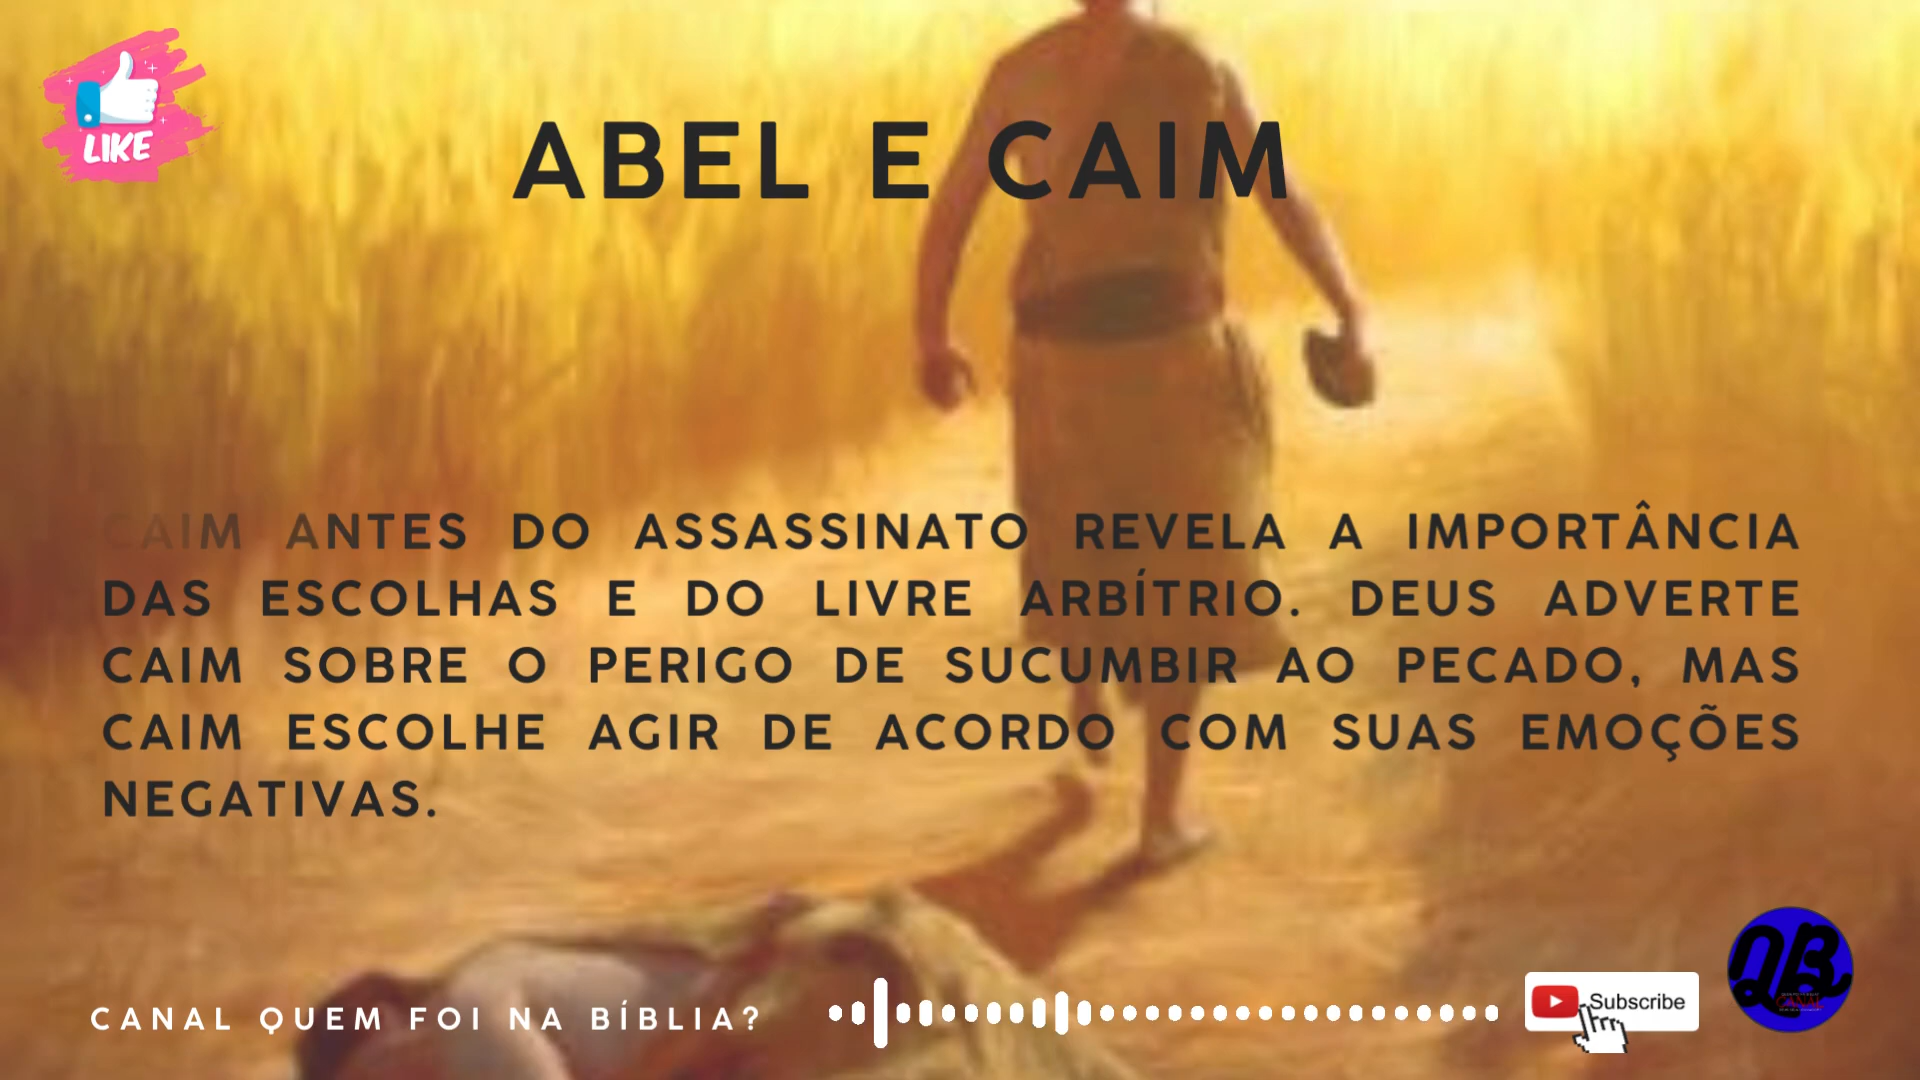 LIKE
ABEL E CAIM
CAIM ANTES DO ASSASSINATO REVELA A IMPORTÂNCIA
DAS ESCOLHAS E DO LIVRE ARBÍTRIO. DEUS ADVERTE
CAIM SOBRE O PERIGO DE SUCUMBIR AO PECADO, MAS
CAIM ESCOLHE AGIR DE ACORDO COM SUAS EMOÇÕES
NEGATIVAS.
CANAL QUEM FOI NA BÍBLIA?
Subscribe
QB
CANAL